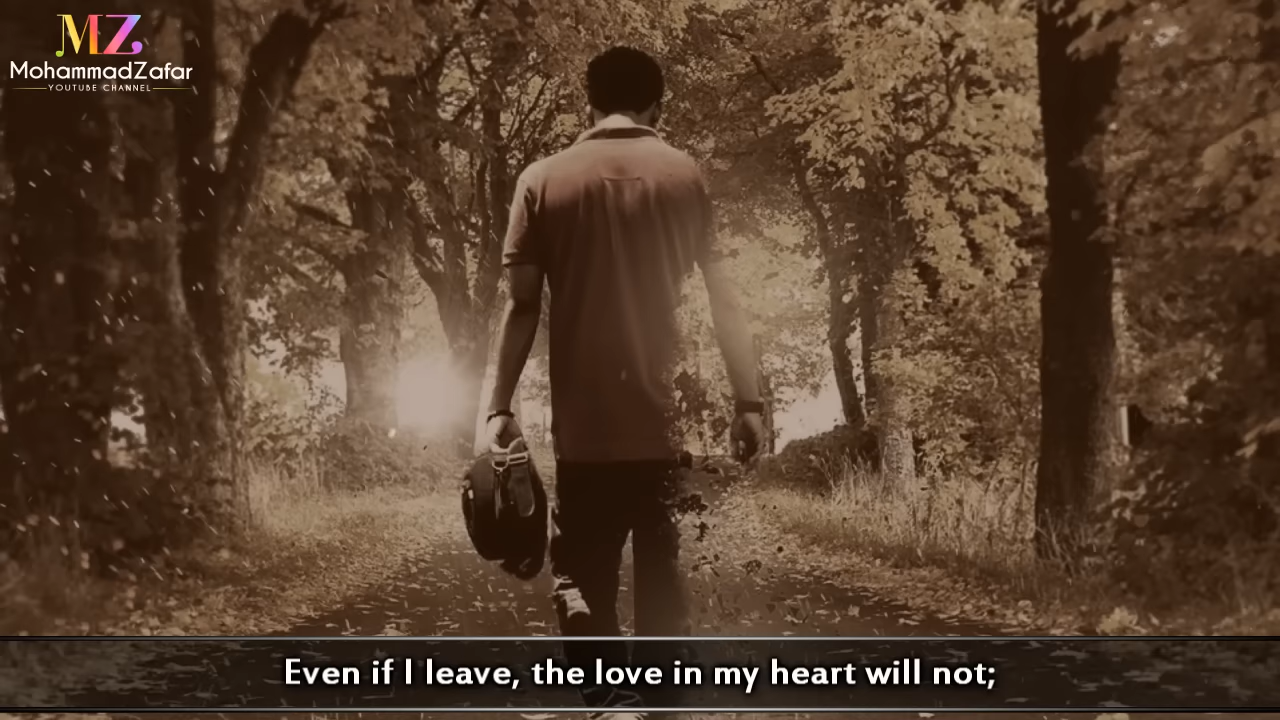 MZ
MohammadZafar
YOUTUBE CHANNEL
Even if I leave, the love in my heart will not;